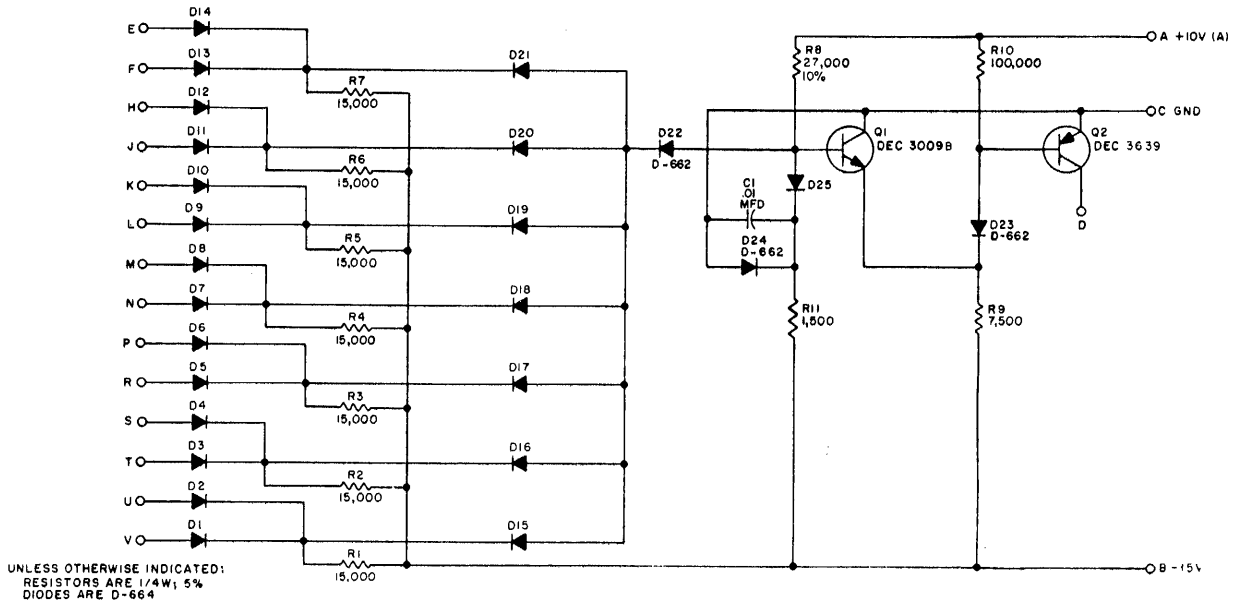 E
D14
F
D13
R7
15,000
H
D12
J
D11
R6
15,000
K
D10
L
D9
R5
15,000
M
D8
N
D7
R4
15,000
P
D6
R
D5
R3
15,000
S
D4
T
D3
R2
15,000
U
D2
V
D1
R1
15,000
D21
D20
D19
D18
D17
D16
D15
D22
D-662
R8
27,000
10%
R10
100,000
A +10V (A)
C GND
Q1
DEC 3009B
Q2
DEC 3639
D25
C1
.01
MFD
D24
D-662
D23
D-662
D
R11
1,500
R9
7,500
B -15V
UNLESS OTHERWISE INDICATED:
RESISTORS ARE 1/4W; 5%
DIODES ARE D-664